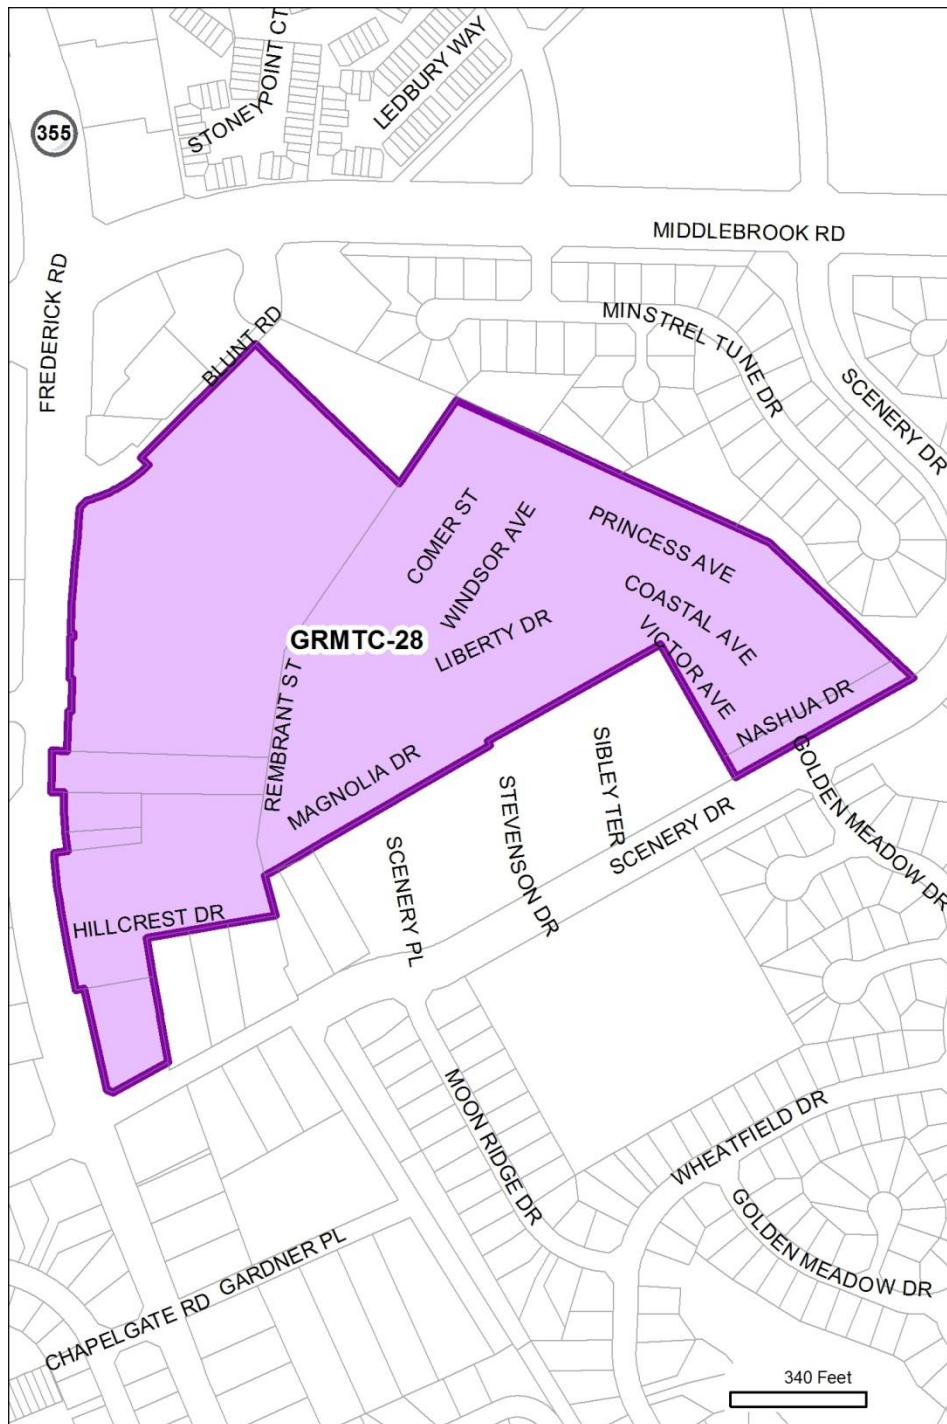 STONEY POINT CT
LEDBURY WAY
355
MIDDLEBROOK RD
FREDERICK RD
BLUNT RD
MINSTREL TUNE DR
SCENERY DR
COMER ST
WINDSOR AVE
PRINCESS AVE
COASTAL AVE
VICTOR AVE
LIBERTY DR
GRMTC-28
REMBRANT ST
NASHUA DR
MAGNOLIA DR
GOLDEN MEADOW DR
SIBLEY TER
STEVENSON DR
SCENERY DR
SCENERY PL
HILLCREST DR
MOON RIDGE DR
WHEATFIELD DR
GOLDEN MEADOW DR
GARDNER PL
CHAPELGATE RD
340 Feet